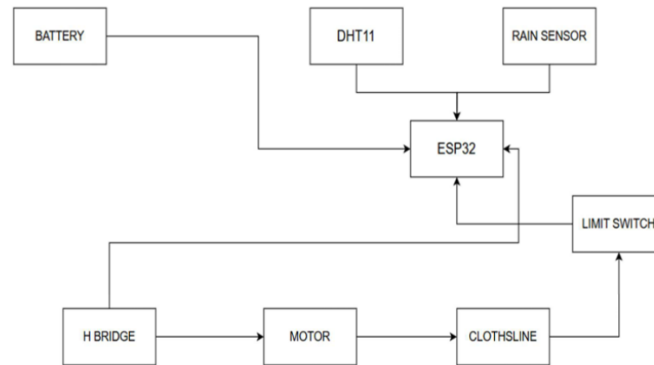 BATTERY
DHT11
RAIN SENSOR
ESP32
LIMIT SWITCH
H BRIDGE
MOTOR
CLOTHSLINE